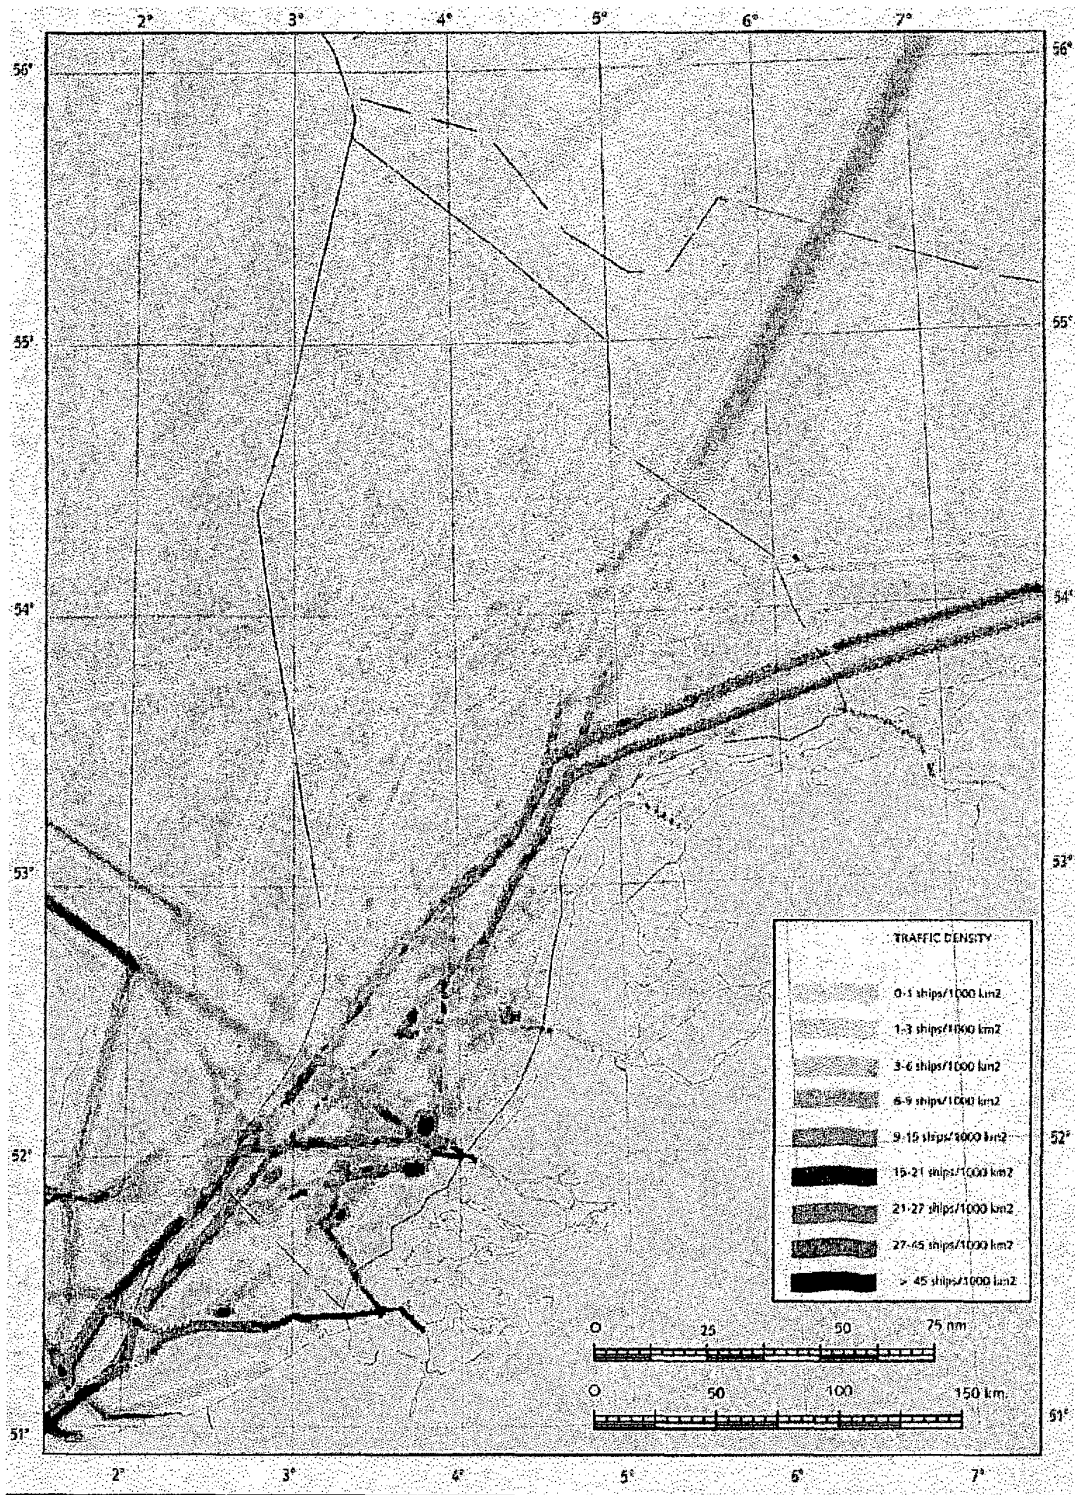 2° 3° 4° 5° 6° 7°
56° 56°
55° 55°
54° 54°
53° 53°
TRAFFIC DENSITY
0-1 ships/1000 km2
1-3 ships/1000 km2
3-6 ships/1000 km2
6-9 ships/1000 km2
9-15 ships/1000 km2
52° 52°
15-21 ships/1000 km2
21-27 ships/1000 km2
27-45 ships/1000 km2
> 45 ships/1000 km2
0 25 50 75 nm
0 50 100 150 km.
51° 51°
2° 3° 4° 5° 6° 7°